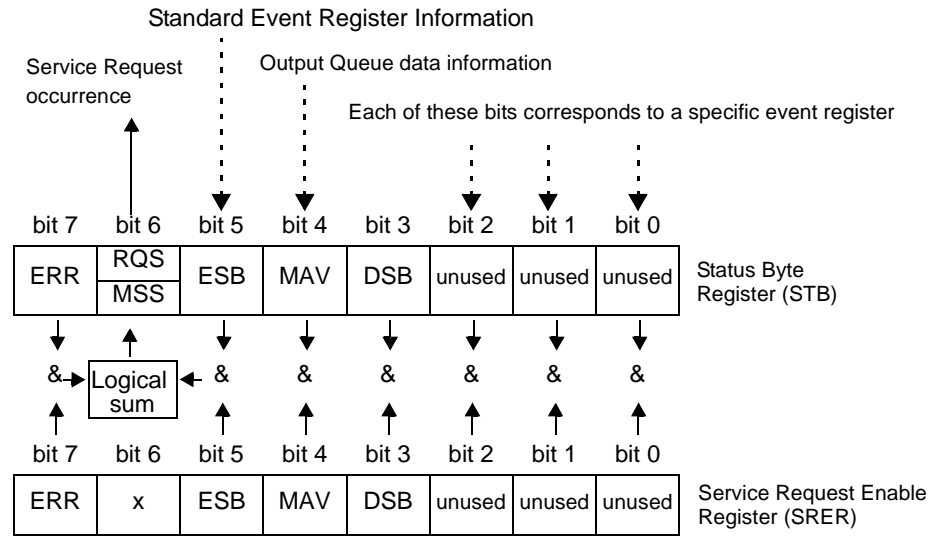 Standard Event Register Information
Service Request
occurrence
Output Queue data information
Each of these bits corresponds to a specific event register
bit 7 bit 6 bit 5 bit 4 bit 3 bit 2 bit 1 bit 0
ERR RQS MSS ESB MAV DSB unused unused unused
Status Byte
Register (STB)
& & & & & & &
Logical
sum
bit 7 bit 6 bit 5 bit 4 bit 3 bit 2 bit 1 bit 0
ERR x ESB MAV DSB unused unused unused
Service Request Enable
Register (SRER)